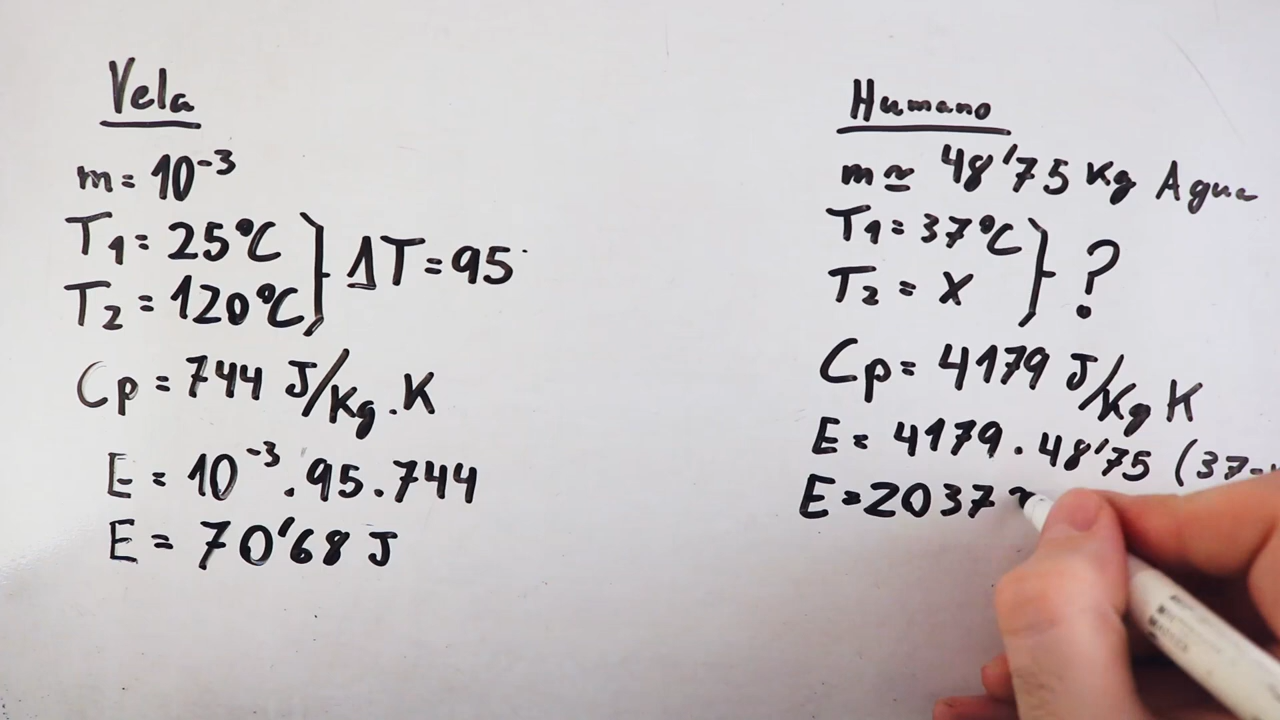 Vela
m = 10⁻³
T₁ = 25°C
T₂ = 120°C
ΔT = 95
Cp = 744 J/Kg.K
E = 10⁻³.95.744
E = 70'68 J
Humano
m ≃ 48'75 Kg Agua
T₁ = 37°C
T₂ = X
?
Cp = 4179 J/Kg K
E = 4179.48'75 (37-
E = 2037